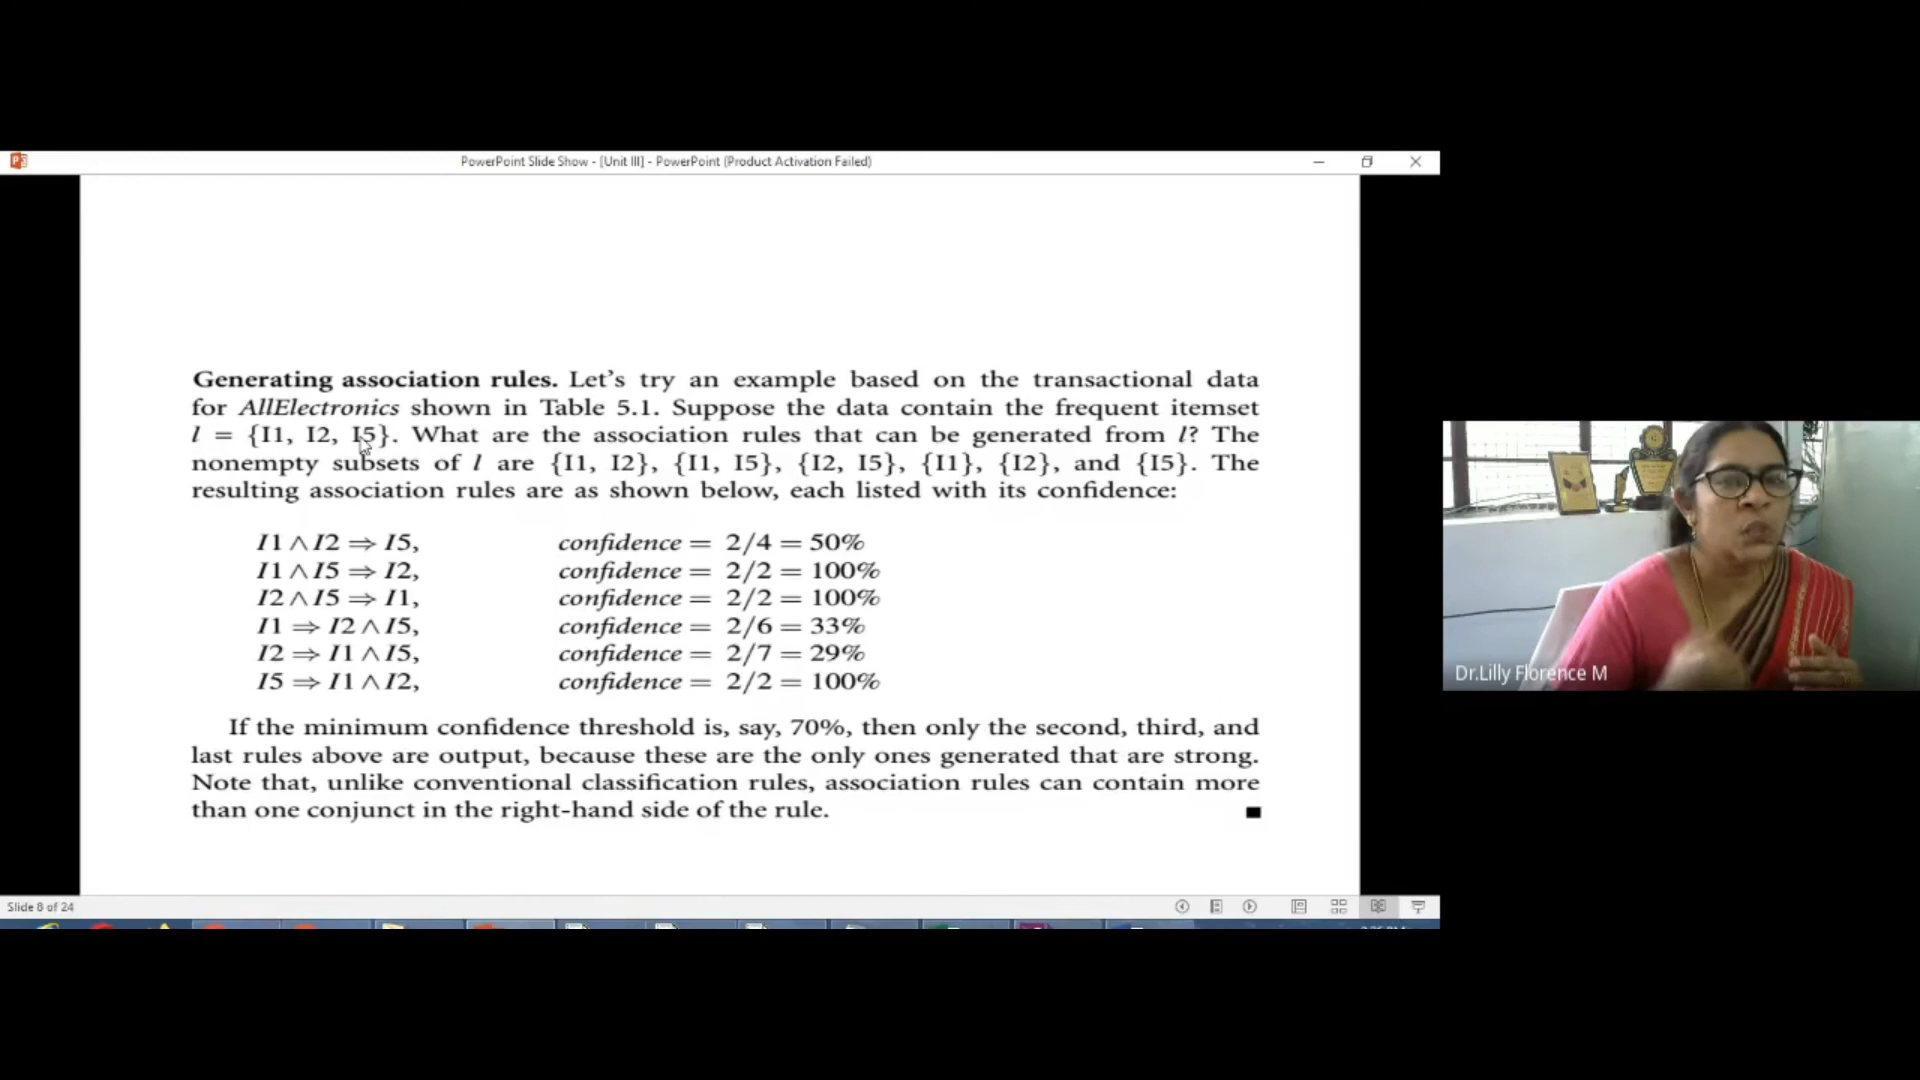 PowerPoint Slide Show - [Unit III] - PowerPoint (Product Activation Failed)
Generating association rules. Let's try an example based on the transactional data
for AllElectronics shown in Table 5.1. Suppose the data contain the frequent itemset
l = {I1, I2, I5}. What are the association rules that can be generated from l? The
nonempty subsets of l are {I1, I2}, {I1, I5}, {I2, I5}, {I1}, {I2}, and {I5}. The
resulting association rules are as shown below, each listed with its confidence:
I1 ∧ I2 ⇒ I5, confidence = 2/4 = 50%
I1 ∧ I5 ⇒ I2, confidence = 2/2 = 100%
I2 ∧ I5 ⇒ I1, confidence = 2/2 = 100%
I1 ⇒ I2 ∧ I5, confidence = 2/6 = 33%
I2 ⇒ I1 ∧ I5, confidence = 2/7 = 29%
I5 ⇒ I1 ∧ I2, confidence = 2/2 = 100%
If the minimum confidence threshold is, say, 70%, then only the second, third, and
last rules above are output, because these are the only ones generated that are strong.
Note that, unlike conventional classification rules, association rules can contain more
than one conjunct in the right-hand side of the rule.
Slide 8 of 24
Dr.Lilly Florence M